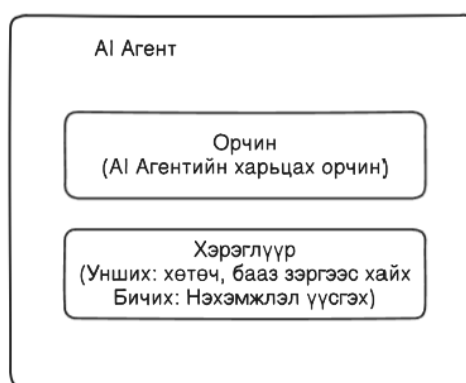 AI Агент
Орчин
(AI Агентийн харьцах орчин)
Хэрэглүүр
(Унших: хөтөч, бааз зэргээс хайх
Бичих: Нэхэмжлэл үүсгэх)